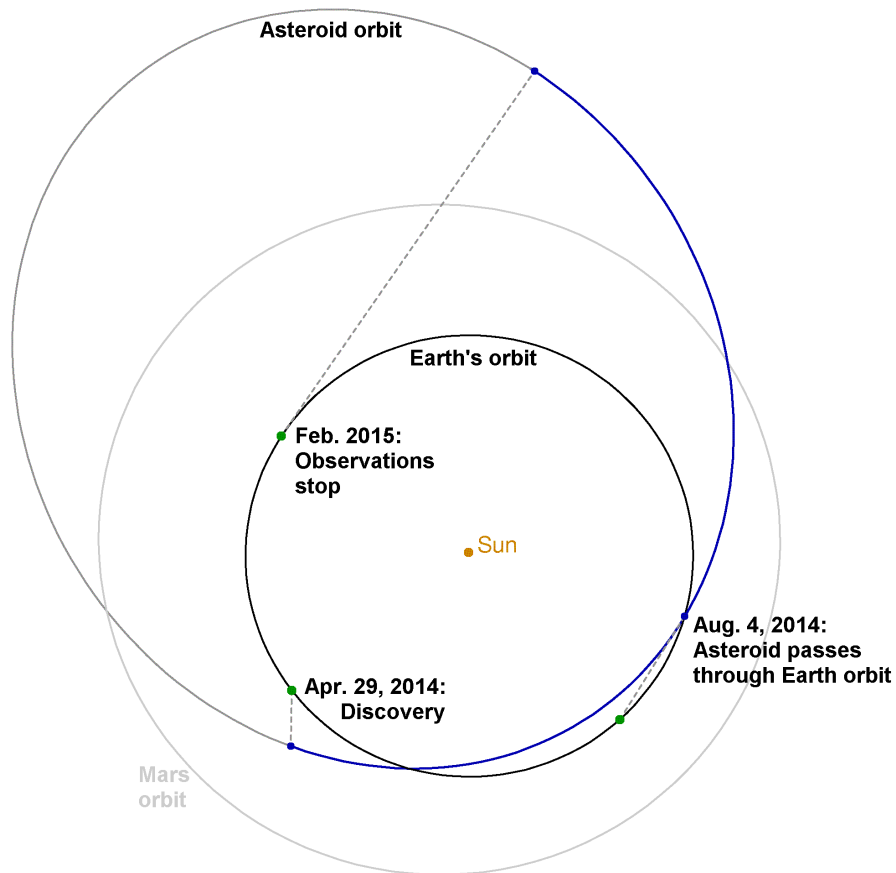 Asteroid orbit
Earth's orbit
Feb. 2015:
Observations
stop
Sun
Aug. 4, 2014:
Asteroid passes
through Earth orbit
Apr. 29, 2014:
Discovery
Mars
orbit